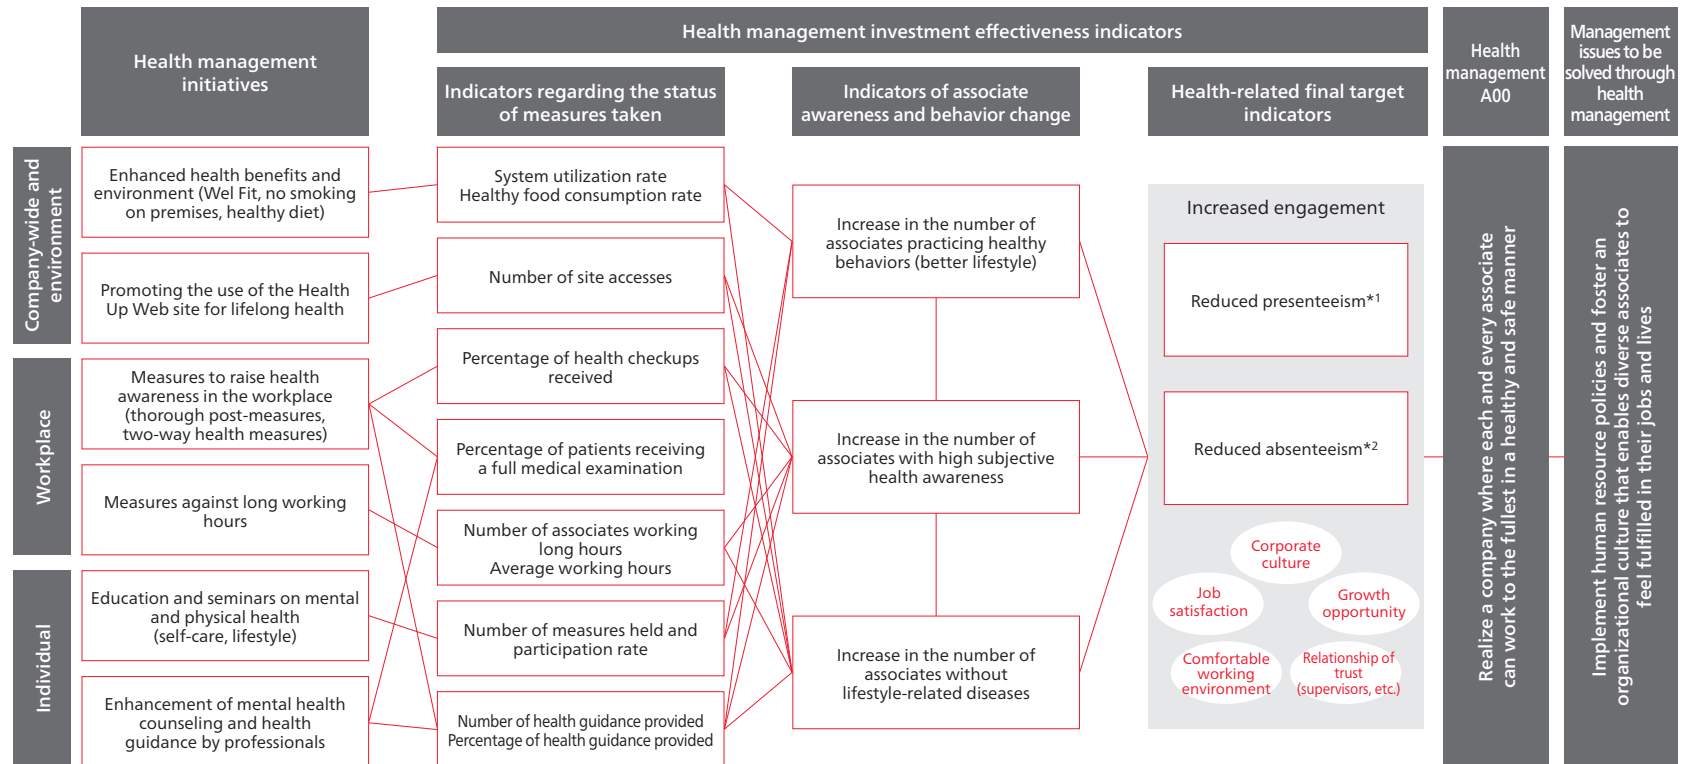 Health management
initiatives
Health management investment effectiveness indicators
Indicators regarding the status
of measures taken
Indicators of associate
awareness and behavior change
Health-related final target
indicators
Health
management
A00
Management
issues to be
solved through
health
management
Company-wide and
environment
Workplace
Individual
Enhanced health benefits and
environment (Wel Fit, no smoking
on premises, healthy diet)
Promoting the use of the Health
Up Web site for lifelong health
Measures to raise health
awareness in the workplace
(thorough post-measures,
two-way health measures)
Measures against long working
hours
Education and seminars on mental
and physical health
(self-care, lifestyle)
Enhancement of mental health
counseling and health
guidance by professionals
System utilization rate
Healthy food consumption rate
Number of site accesses
Percentage of health checkups
received
Percentage of patients receiving
a full medical examination
Number of associates working
long hours
Average working hours
Number of measures held and
participation rate
Number of health guidance provided
Percentage of health guidance provided
Increase in the number of
associates practicing healthy
behaviors (better lifestyle)
Increase in the number of
associates with high subjective
health awareness
Increase in the number of
associates without
lifestyle-related diseases
Increased engagement
Reduced presenteeism*1
Reduced absenteeism*2
Corporate
culture
Job
satisfaction
Growth
opportunity
Comfortable
working
environment
Relationship of
trust
(supervisors, etc.)
Realize a company where each and every associate
can work to the fullest in a healthy and safe manner
Implement human resource policies and foster an
organizational culture that enables diverse associates to
feel fulfilled in their jobs and lives